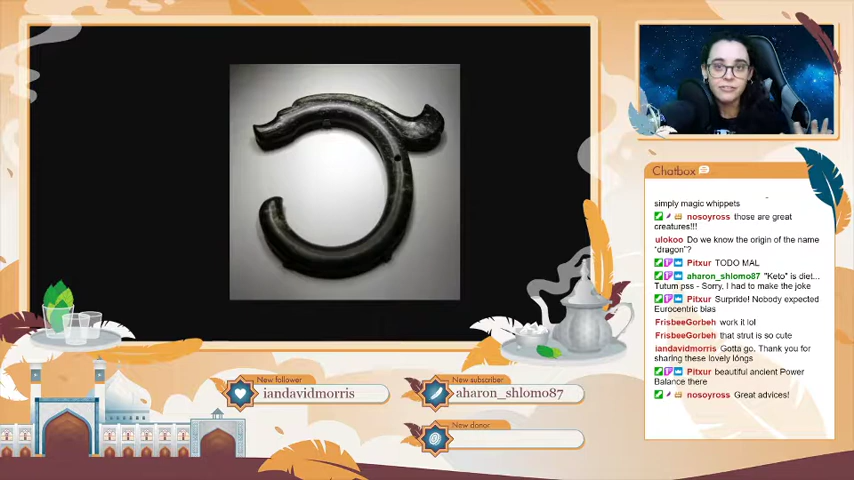 Chatbox
simply magic whippets
nosoyross those are great
creatures!!!
ulokoo Do we know the origin of the name
"dragon"?
Pitxur TODO MAL
aharon_shlomo87 "Keto" is diet...
Tutum pss - Sorry, I had to make the joke
Pitxur Surpride! Nobody expected
Eurocentric bias
FrisbeeGorbeh work it lol
FrisbeeGorbeh that strut is so cute
iandavidmorris Gotta go. Thank you for
sharing these lovely lóngs
Pitxur beautiful ancient Power
Balance there
nosoyross Great advices!
New follower
iandavidmorris
New subscriber
aharon_shlomo87
New donor